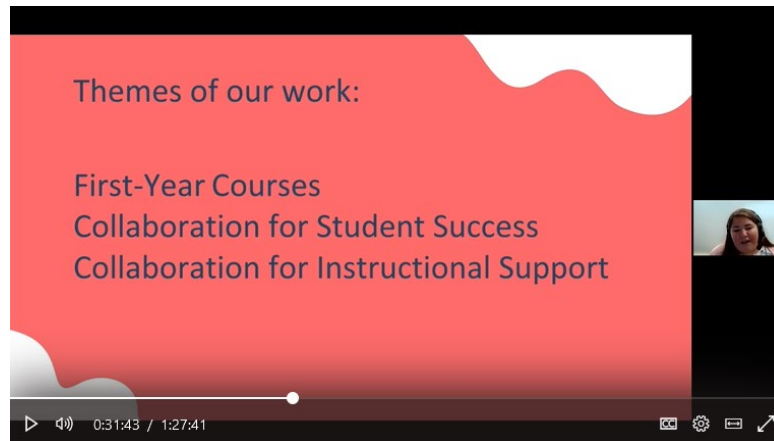 Themes of our work:
First-Year Courses
Collaboration for Student Success
Collaboration for Instructional Support
0:31:43 / 1:27:41
CC